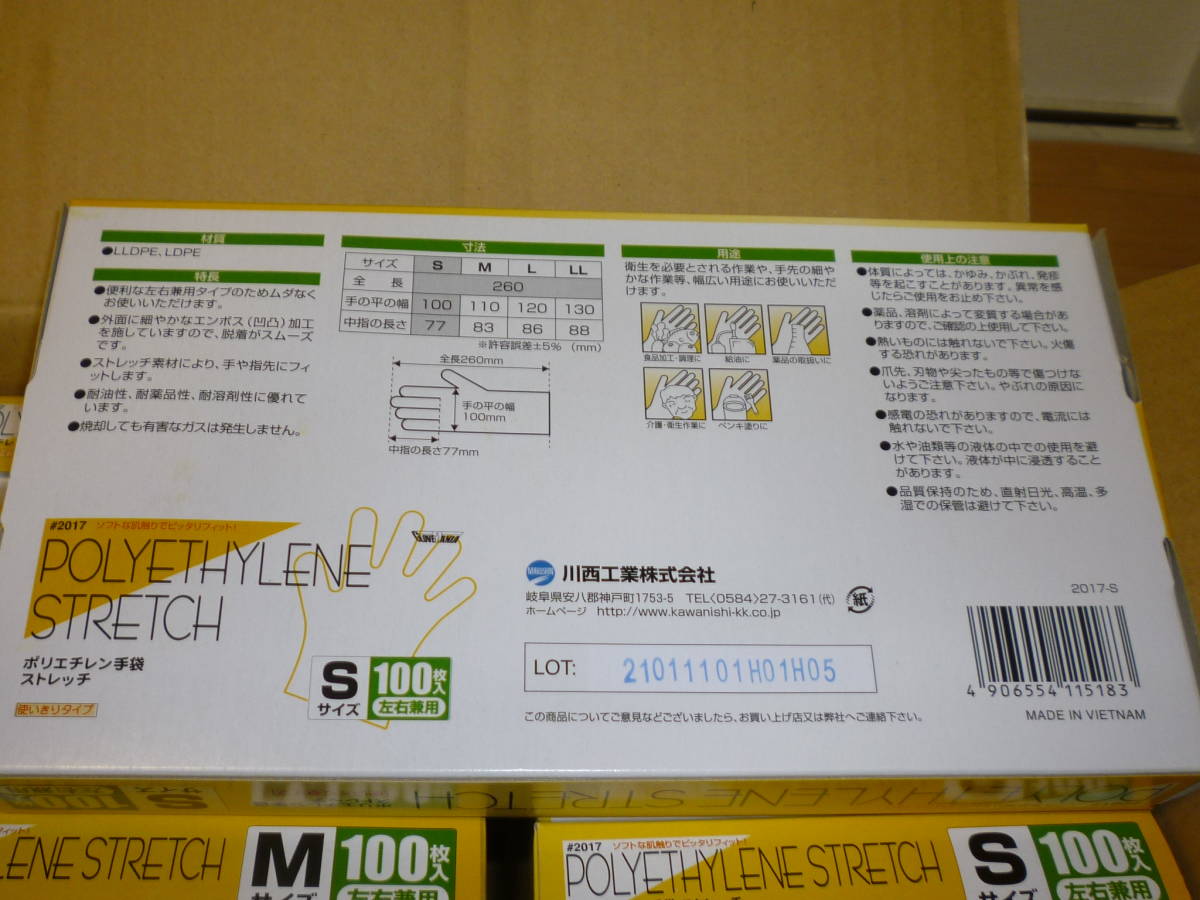 材質
●LLDPE、LDPE
特長
●便利な左右兼用タイプのためムダなく
お使いいただけます。
●外面に細やかなエンボス（凹凸）加工
を施していますので、脱着がスムーズ
です。
●ストレッチ素材により、手や指先にフィ
ットします。
●耐油性、耐薬品性、耐溶剤性に優れて
います。
●焼却しても有害なガスは発生しません。
寸法
サイズ S M L LL
全長 260
手の平の幅 100 110 120 130
中指の長さ 77 83 86 88
※許容誤差±5% （mm）
全長260mm
手の平の幅
100mm
中指の長さ77mm
用途
衛生を必要とされる作業や、手先の細や
かな作業等、幅広い用途にお使いいただ
けます。
食品加工・調理に 給油に 薬品の取扱いに
介護・衛生作業に ペンキ塗りに
使用上の注意
●体質によっては、かゆみ、かぶれ、発疹
等を起こすことがあります。異常を感
じたらご使用をお止め下さい。
●薬品、溶剤によって変質する場合があ
りますので、ご確認の上使用して下さい。
●熱いものには触れないで下さい。火傷
する恐れがあります。
●爪先、刃物や尖ったもの等で傷つけな
いようご注意下さい。やぶれの原因に
なります。
●感電の恐れがありますので、電流には
触れないで下さい。
●水や油類等の液体の中での使用を避
けて下さい。液体が中に浸透すること
があります。
●品質保持のため、直射日光、高温、多
湿での保管は避けて下さい。
#2017 ソフトな肌触りでピッタリフィット!
POLYETHYLENE
STRETCH
ポリエチレン手袋
ストレッチ
使いきりタイプ
S
サイズ
100枚入
左右兼用
川西工業株式会社
岐阜県安八郡神戸町1753-5 TEL(0584)27-3161（代）
ホームページ http://www.kawanishi-kk.co.jp
紙
LOT: 21011101H01H05
この商品についてご意見などございましたら、お買い上げ店又は弊社へご連絡下さい。
2017-S
4 906554 115183
MADE IN VIETNAM
POLYETHYLENE STRETCH
S
サイズ
100枚入
左右兼用
ENE STRETCH
M
サイズ
100枚入
左右兼用
#2017 ソフトな肌触りでピッタリフィット!
POLYETHYLENE STRETCH
S
サイズ
100枚入
左右兼用